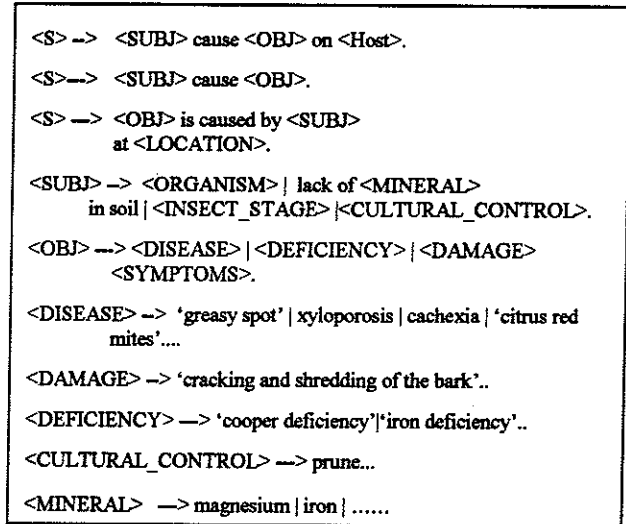 <S> --> <SUBJ> cause <OBJ> on <Host>.
<S>---> <SUBJ> cause <OBJ>.
<S> ---> <OBJ> is caused by <SUBJ>
at <LOCATION>.
<SUBJ> --> <ORGANISM> | lack of <MINERAL>
in soil | <INSECT_STAGE> |<CULTURAL_CONTROL>.
<OBJ> ---> <DISEASE> | <DEFICIENCY> | <DAMAGE>
<SYMPTOMS>.
<DISEASE> --> 'greasy spot' | xyloporosis | cachexia | 'citrus red
mites'....
<DAMAGE> --> 'cracking and shredding of the bark'..
<DEFICIENCY> ---> 'cooper deficiency'|'iron deficiency'..
<CULTURAL_CONTROL> ---> prune...
<MINERAL> ---> magnesium | iron | ......